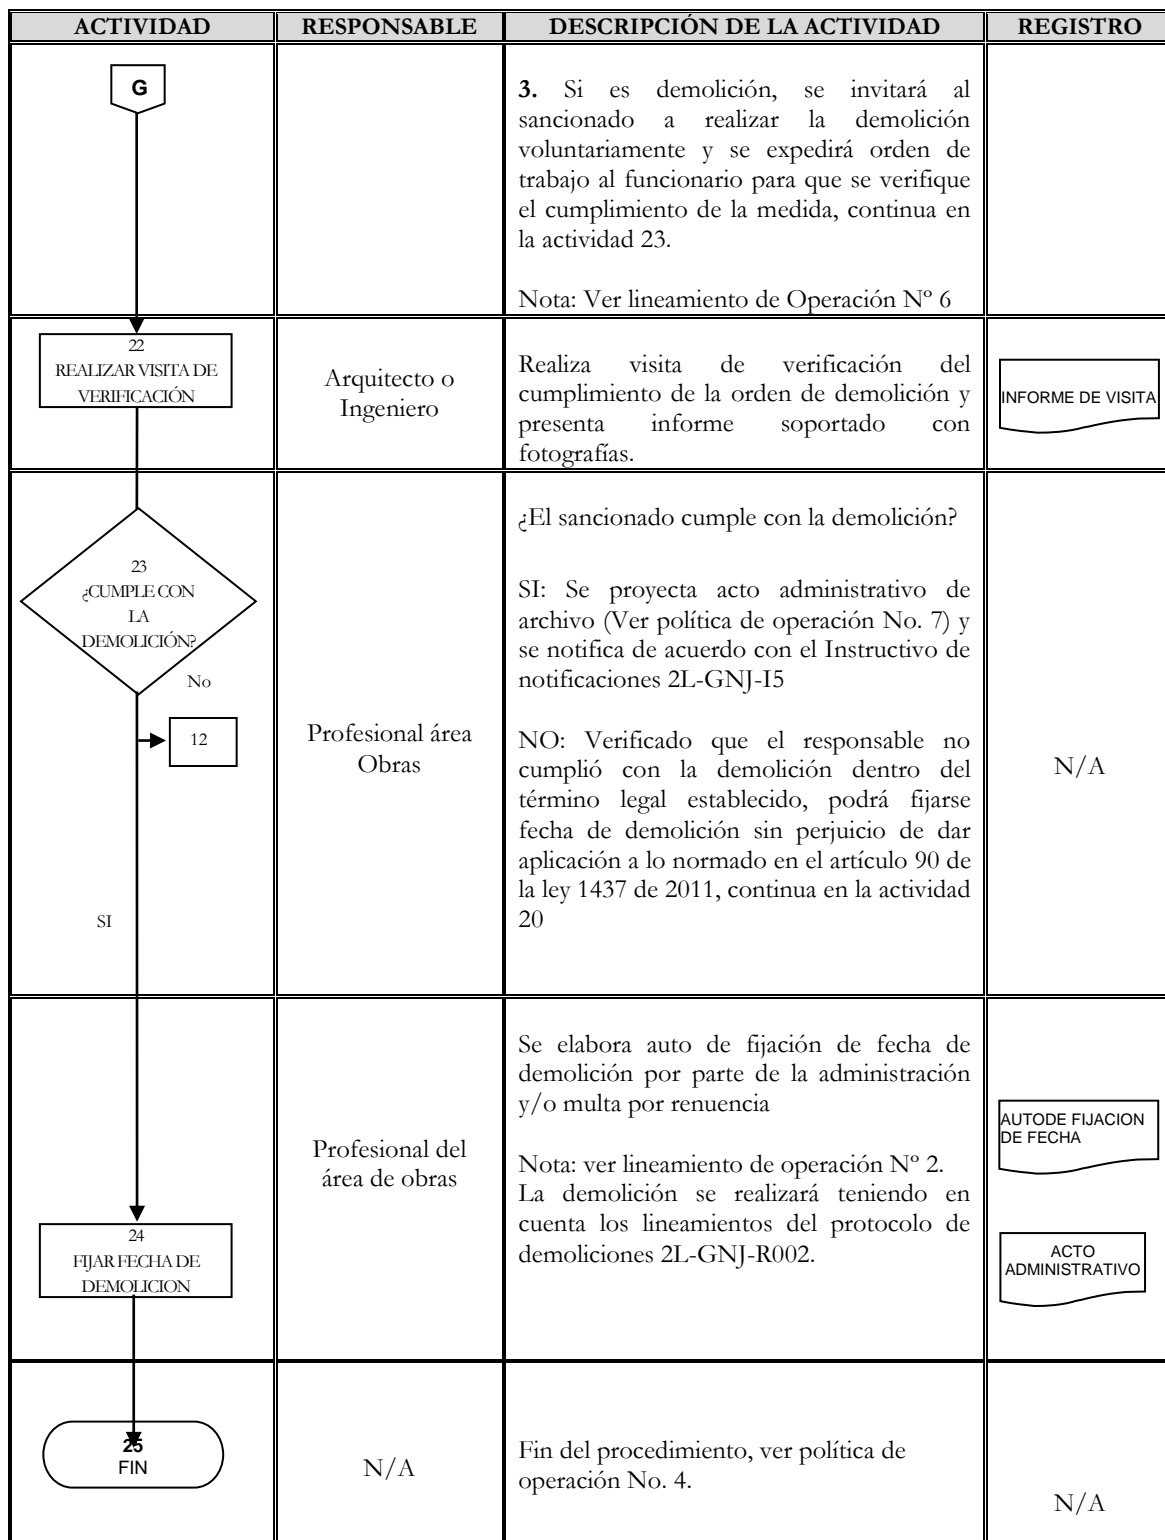 ACTIVIDAD RESPONSABLE DESCRIPCIÓN DE LA ACTIVIDAD REGISTRO
G
3. Si es demolición, se invitará al
sancionado a realizar la demolición
voluntariamente y se expedirá orden de
trabajo al funcionario para que se verifique
el cumplimiento de la medida, continua en
la actividad 23.
Nota: Ver lineamiento de Operación Nº 6
22
REALIZAR VISITA DE
VERIFICACIÓN
Arquitecto o
Ingeniero
Realiza visita de verificación del
cumplimiento de la orden de demolición y
presenta informe soportado con
fotografías.
INFORME DE VISITA
23
¿CUMPLE CON
LA
DEMOLICIÓN?
No
12
SI
Profesional área
Obras
¿El sancionado cumple con la demolición?
SI: Se proyecta acto administrativo de
archivo (Ver política de operación No. 7) y
se notifica de acuerdo con el Instructivo de
notificaciones 2L-GNJ-I5
NO: Verificado que el responsable no
cumplió con la demolición dentro del
término legal establecido, podrá fijarse
fecha de demolición sin perjuicio de dar
aplicación a lo normado en el artículo 90 de
la ley 1437 de 2011, continua en la actividad
20
N/A
24
FIJAR FECHA DE
DEMOLICION
Profesional del
área de obras
Se elabora auto de fijación de fecha de
demolición por parte de la administración
y/o multa por renuencia
Nota: ver lineamiento de operación Nº 2.
La demolición se realizará teniendo en
cuenta los lineamientos del protocolo de
demoliciones 2L-GNJ-R002.
AUTODE FIJACION
DE FECHA
ACTO
ADMINISTRATIVO
25
FIN
N/A
Fin del procedimiento, ver política de
operación No. 4.
N/A